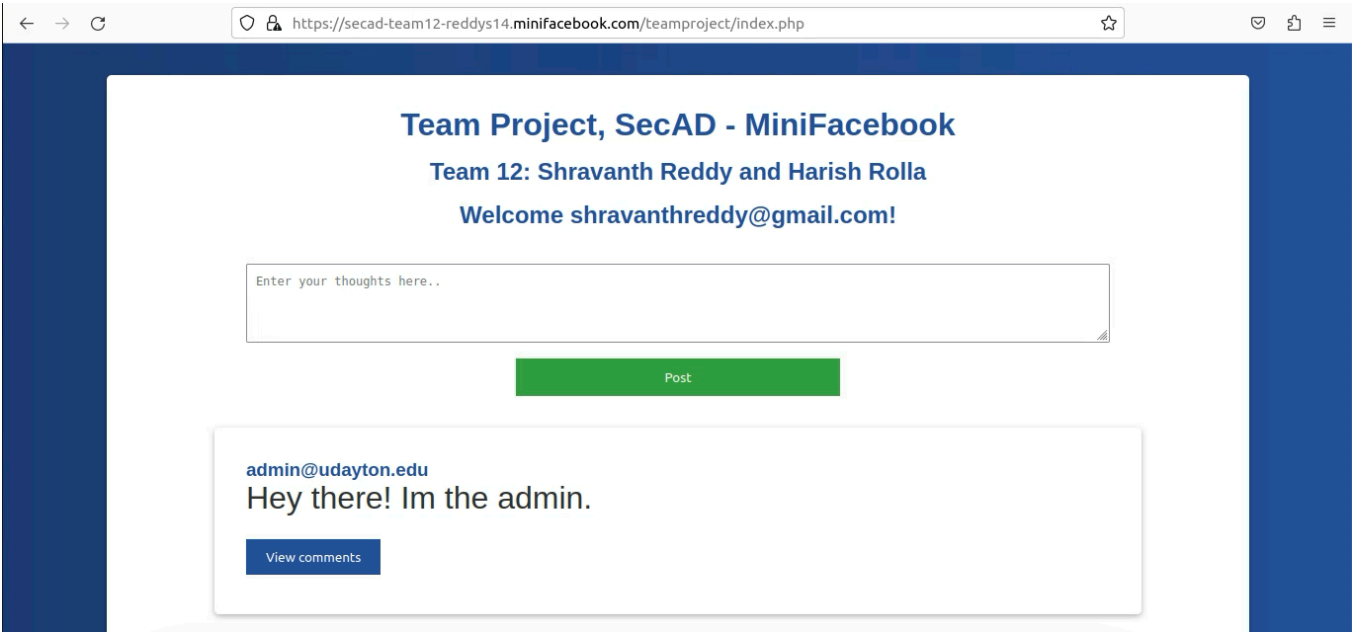 https://secad-team12-reddys14.minifacebook.com/teamproject/index.php
Team Project, SecAD - MiniFacebook
Team 12: Shravanth Reddy and Harish Rolla
Welcome shravanthreddy@gmail.com!
Enter your thoughts here..
Post
admin@udayton.edu
Hey there! Im the admin.
View comments